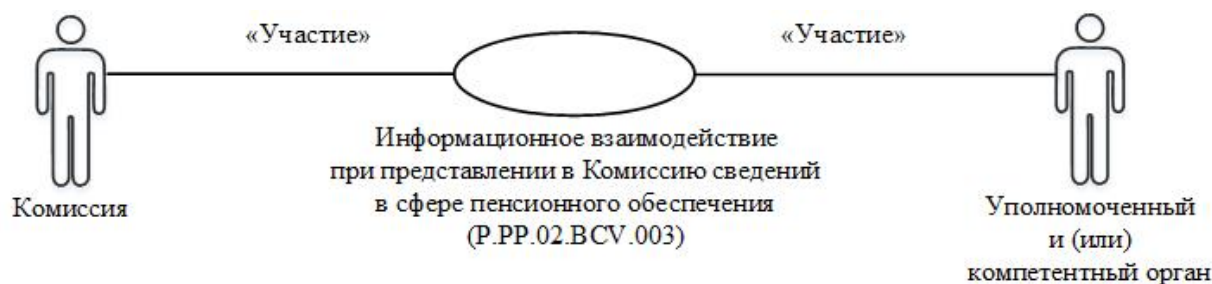 «Участие»
«Участие»
Информационное взаимодействие
при представлении в Комиссию сведений
в сфере пенсионного обеспечения
(P.PP.02.BCV.003)
Комиссия
Уполномоченный
и (или)
компетентный орган